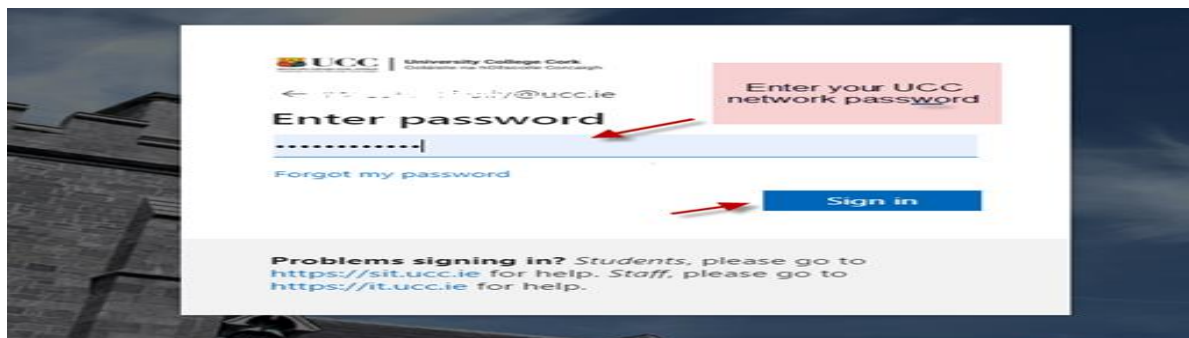 UCC University College Cork
Coláiste na hOllscoile Corcaigh
@ucc.ie
Enter your UCC
network password
Enter password
Forgot my password
Sign in
Problems signing in? Students, please go to
https://sit.ucc.ie for help. Staff, please go to
https://it.ucc.ie for help.